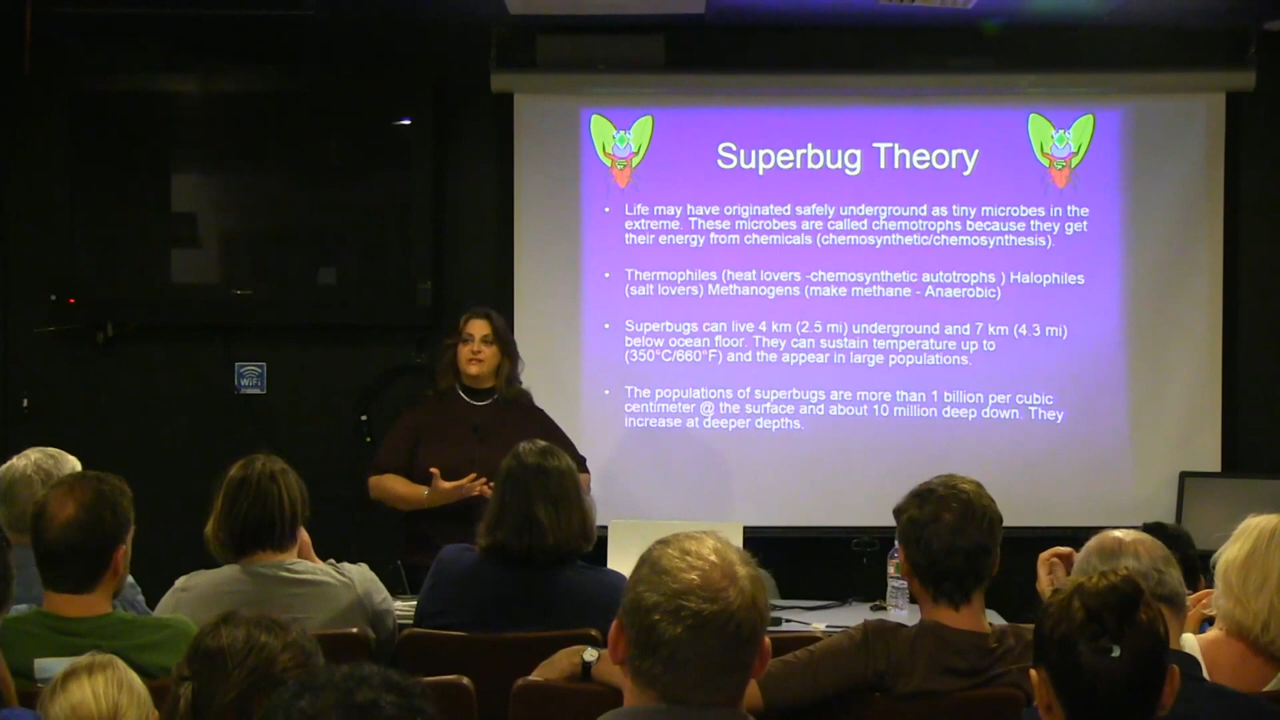 Superbug Theory
• Life may have originated safely underground as tiny microbes in the
extreme. These microbes are called chemotrophs because they get
their energy from chemicals (chemosynthetic/chemosynthesis).
• Thermophiles (heat lovers -chemosynthetic autotrophs ) Halophiles
(salt lovers) Methanogens (make methane - Anaerobic)
• Superbugs can live 4 km (2.5 mi) underground and 7 km (4.3 mi)
below ocean floor. They can sustain temperature up to
(350°C/660°F) and the appear in large populations.
• The populations of superbugs are more than 1 billion per cubic
centimeter @ the surface and about 10 million deep down. They
increase at deeper depths.
WiFi